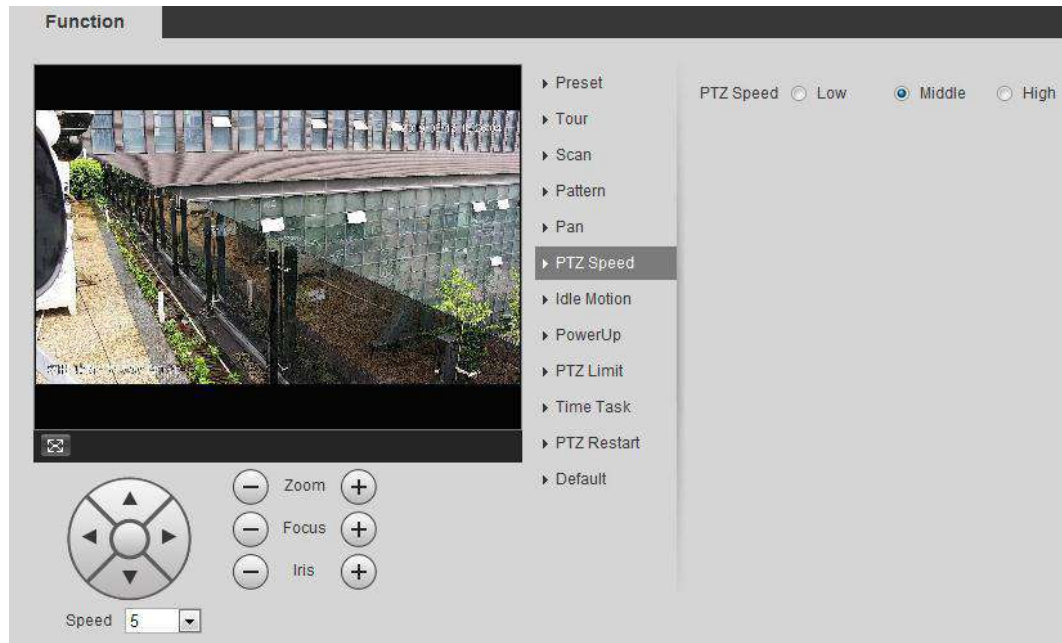 Function
Preset
PTZ Speed Low Middle High
Tour
Scan
Pattern
Pan
PTZ Speed
Idle Motion
PowerUp
PTZ Limit
Time Task
PTZ Restart
Default
Zoom
Focus
Iris
Speed 5